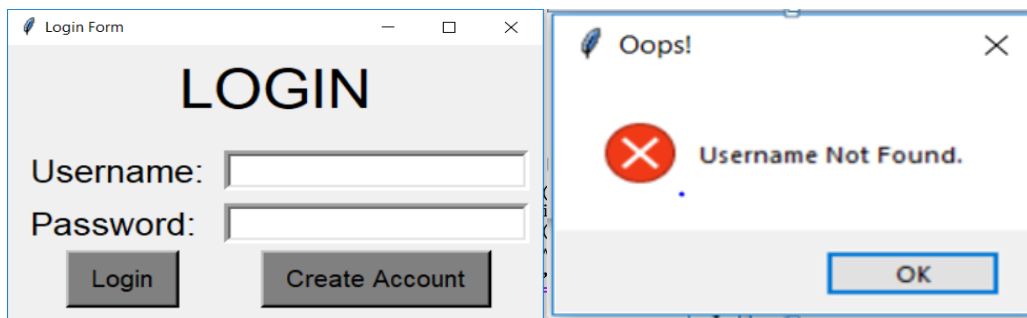 Login Form
LOGIN
Username:
Password:
Login Create Account
Oops!
Username Not Found.
OK